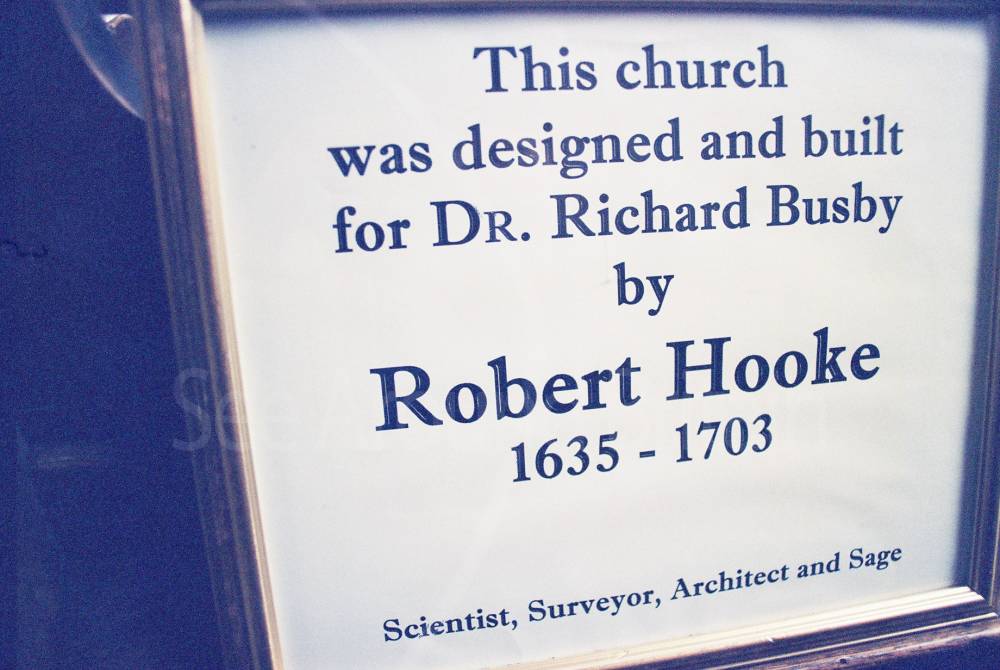 This church
was designed and built
for DR. Richard Busby
by
Robert Hooke
1635 - 1703
Scientist, Surveyor, Architect and Sage